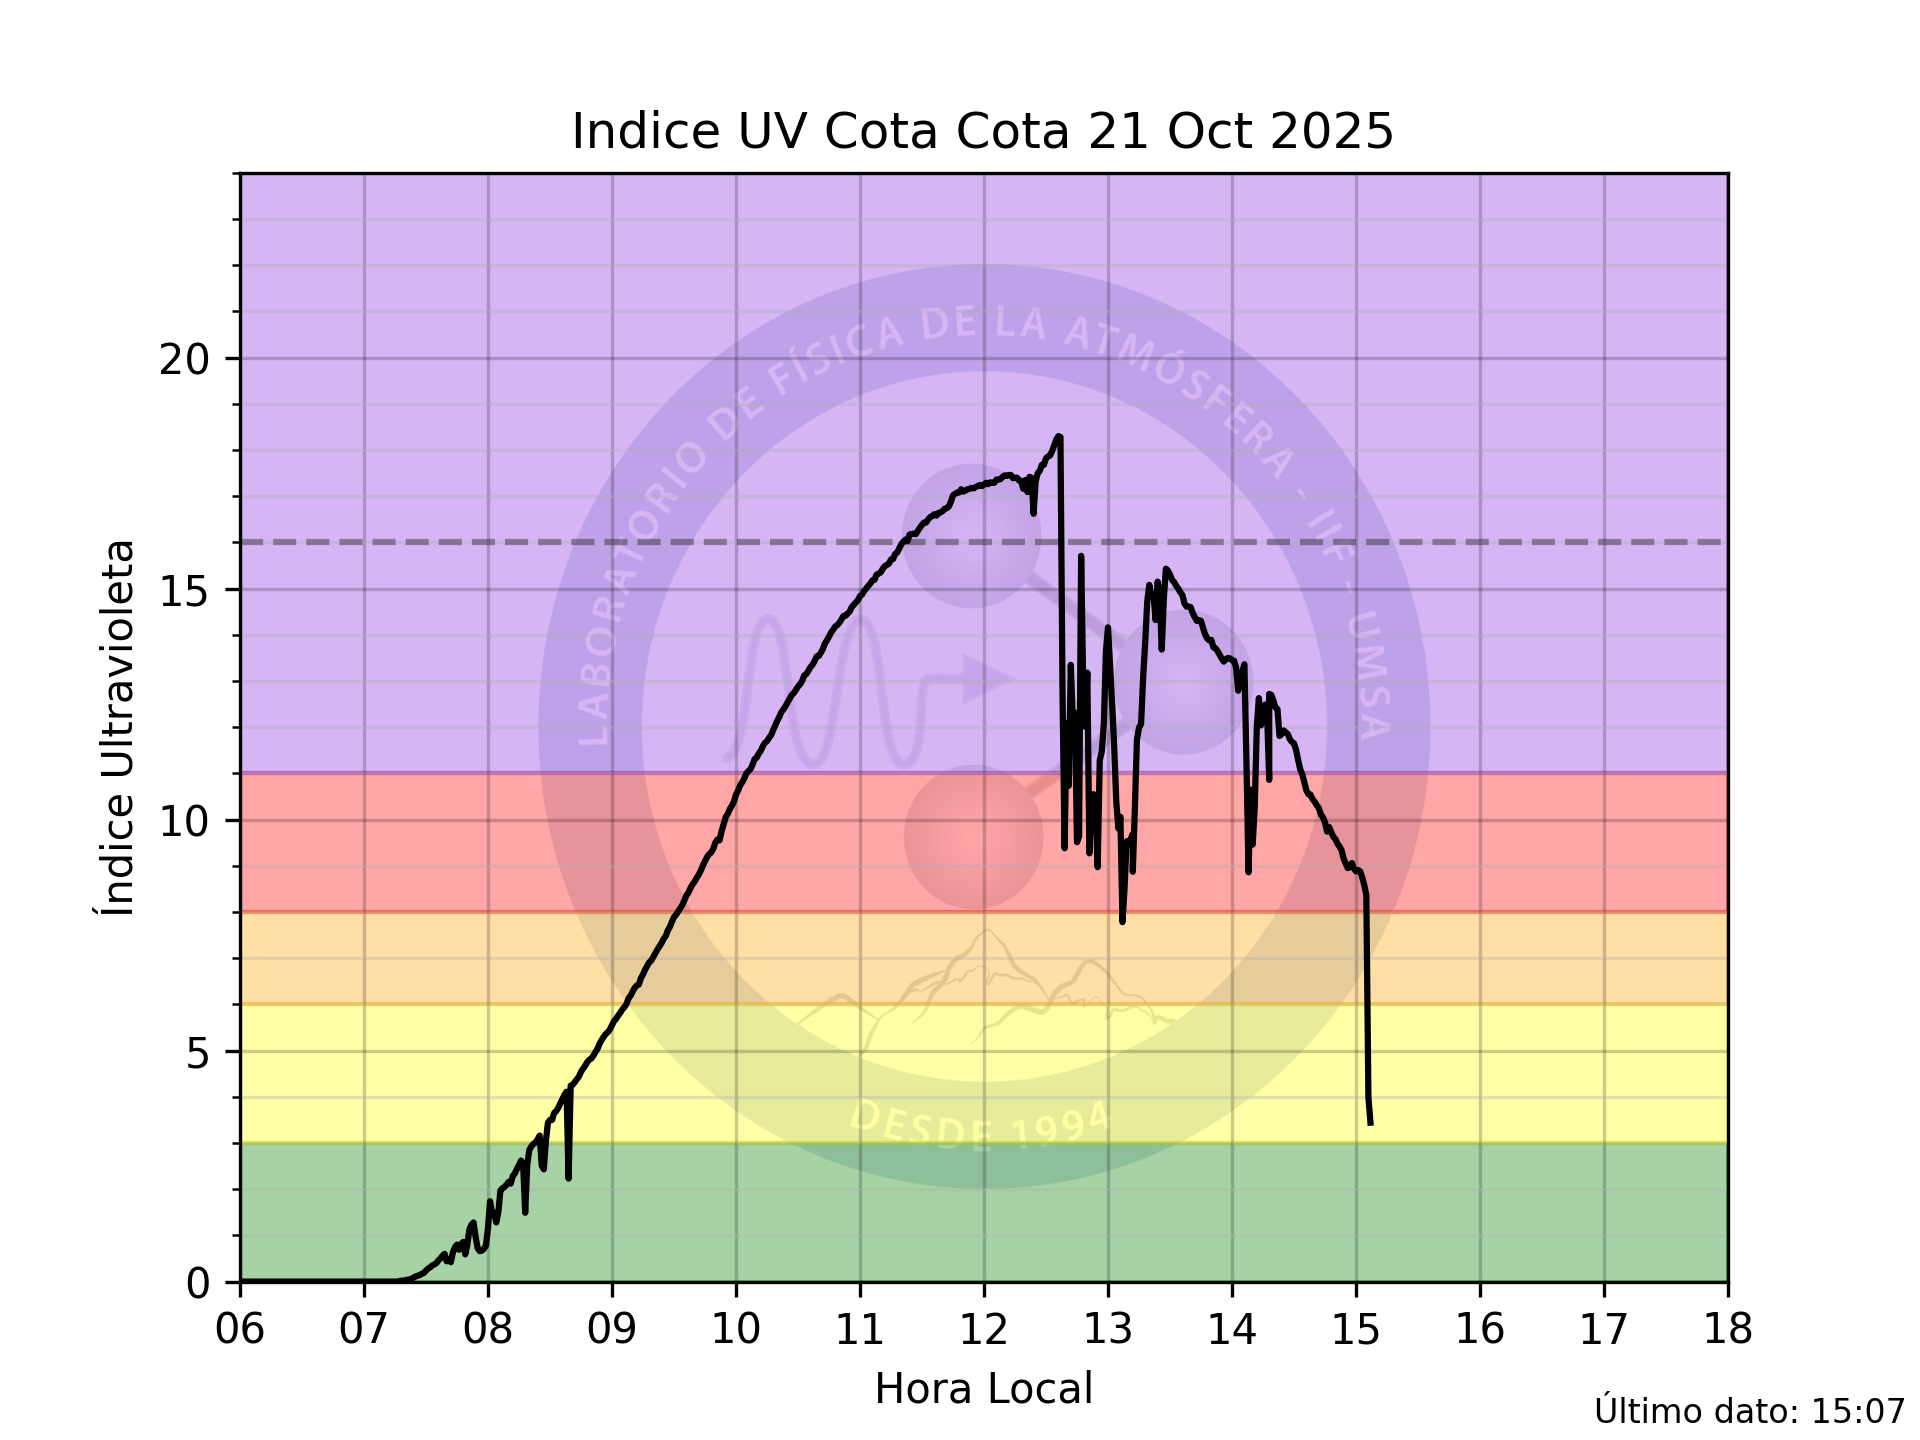 Indice UV Cota Cota 21 Oct 2025
Índice Ultravioleta
20
15
10
5
0
LABORATORIO DE FÍSICA DE LA ATMÓSFERA - IIF - UMSA
DESDE 1994
06 07 08 09 10 11 12 13 14 15 16 17 18
Hora Local
Último dato: 15:07